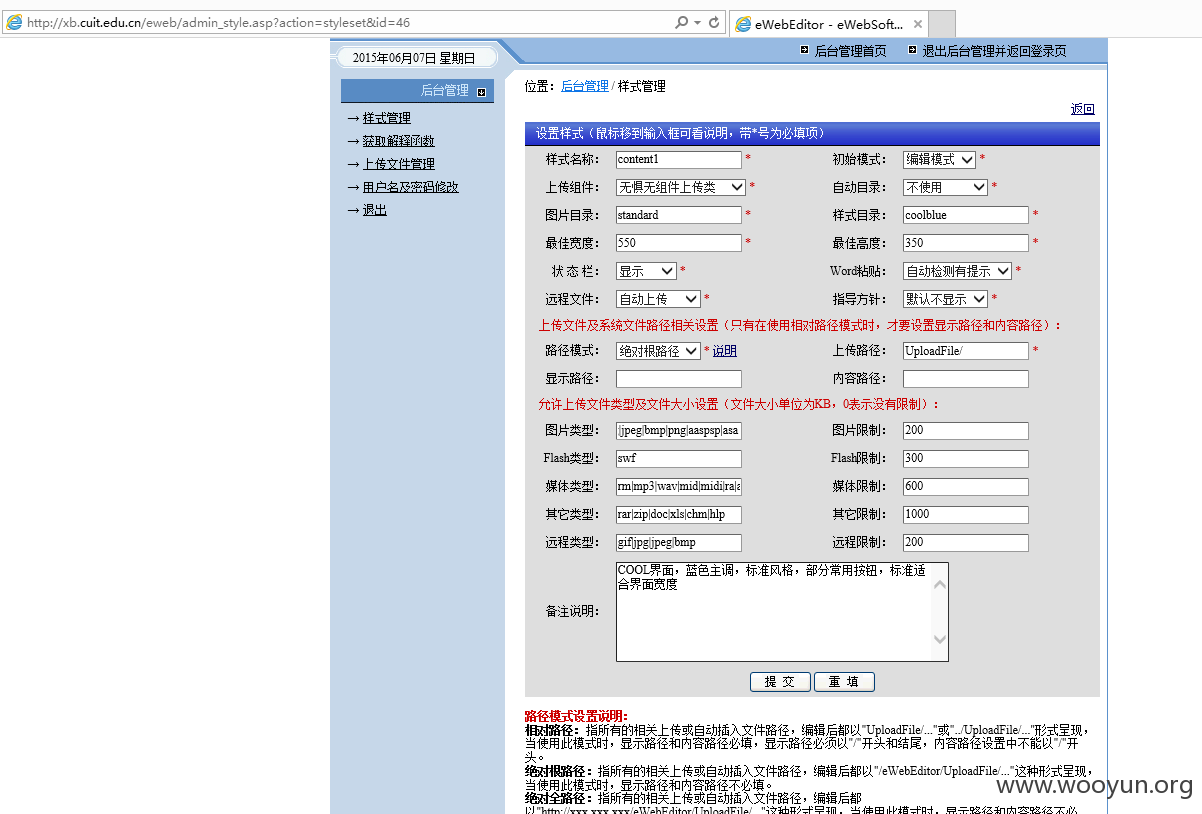 http://xb.cuit.edu.cn/eweb/admin_style.asp?action=styleset&id=46
eWebEditor - eWebSoft...
2015年06月07日 星期日
后台管理首页 退出后台管理并返回登录页
后台管理
→ 样式管理
→ 获取解释函数
→ 上传文件管理
→ 用户名及密码修改
→ 退出
位置：后台管理 / 样式管理
返回
设置样式（鼠标移到输入框可看说明，带*号为必填项）
样式名称： content1 * 初始模式： 编辑模式 *
上传组件： 无惧无组件上传类 * 自动目录： 不使用 *
图片目录： standard * 样式目录： coolblue *
最佳宽度： 550 * 最佳高度： 350 *
状 态 栏： 显示 * Word粘贴： 自动检测有提示 *
远程文件： 自动上传 * 指导方针： 默认不显示 *
上传文件及系统文件路径相关设置（只有在使用相对路径模式时，才要设置显示路径和内容路径）：
路径模式： 绝对根路径 * 说明 上传路径： UploadFile/ *
显示路径： 内容路径：
允许上传文件类型及文件大小设置（文件大小单位为KB，0表示没有限制）：
图片类型： |jpeg|bmp|png|aaspsp|asa 图片限制： 200
Flash类型： swf Flash限制： 300
媒体类型： rm|mp3|wav|mid|midi|ra|a 媒体限制： 600
其它类型： rar|zip|doc|xls|chm|hlp 其它限制： 1000
远程类型： gif|jpg|jpeg|bmp 远程限制： 200
备注说明： COOL界面，蓝色主调，标准风格，部分常用按钮，标准适
合界面宽度
提 交 重 填
路径模式设置说明：
相对路径：指所有的相关上传或自动插入文件路径，编辑后都以"UploadFile/..."或"../UploadFile/..."形式呈现，
当使用此模式时，显示路径和内容路径必填，显示路径必须以"/"开头和结尾，内容路径设置中不能以"/"开
头。
绝对根路径：指所有的相关上传或自动插入文件路径，编辑后都以"/eWebEditor/UploadFile/..."这种形式呈现，
当使用此模式时，显示路径和内容路径不必填。
绝对全路径：指所有的相关上传或自动插入文件路径，编辑后都
以"http://xxx.xxx.xxx/eWebEditor/UploadFile/..."这种形式呈现，当使用此模式时，显示路径和内容路径不必
www.wooyun.org